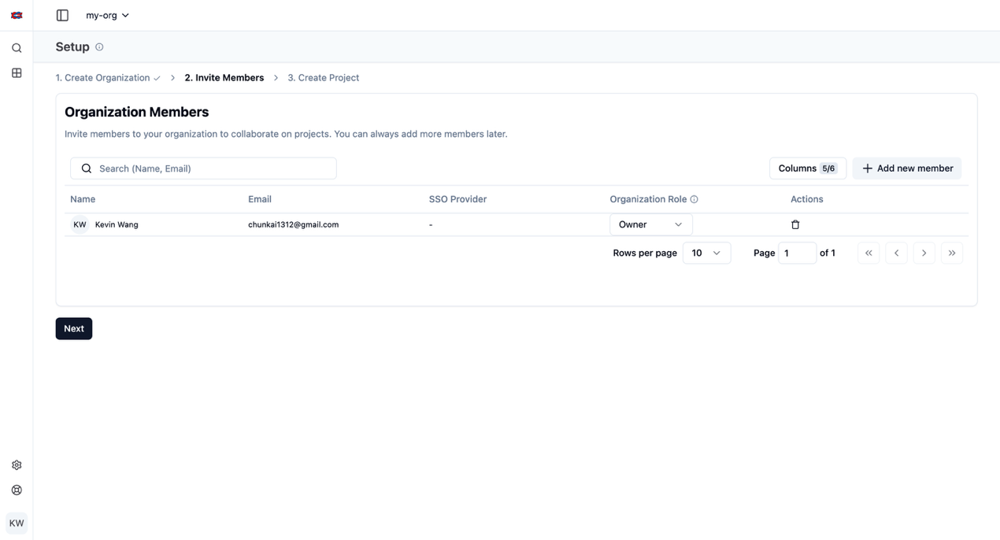 my-org
Setup
1. Create Organization > 2. Invite Members > 3. Create Project
Organization Members
Invite members to your organization to collaborate on projects. You can always add more members later.
Search (Name, Email) Columns 5/6 + Add new member
Name Email SSO Provider Organization Role Actions
KW Kevin Wang chunkai1312@gmail.com - Owner
Rows per page 10 Page 1 of 1
Next
KW